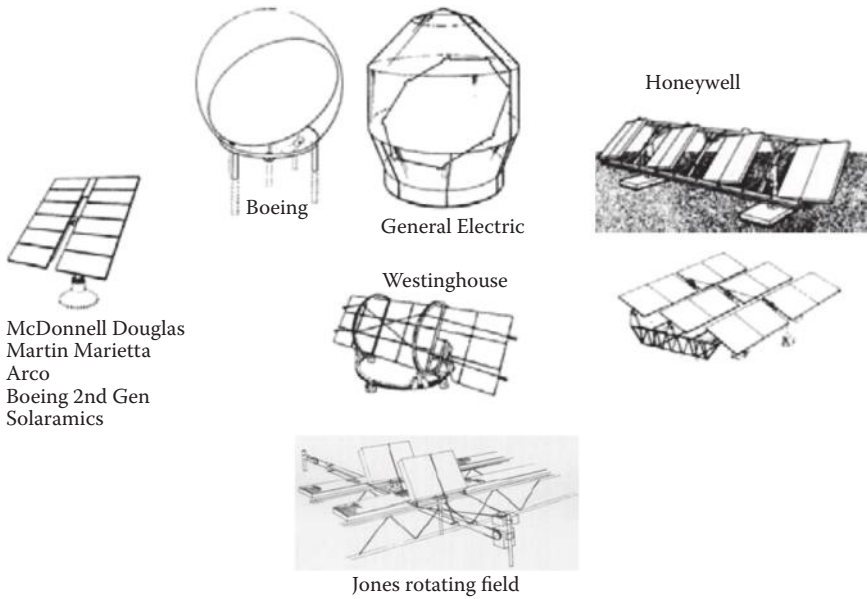 Honeywell
Boeing
General Electric
Westinghouse
McDonnell Douglas
Martin Marietta
Arco
Boeing 2nd Gen
Solaramics
Jones rotating field